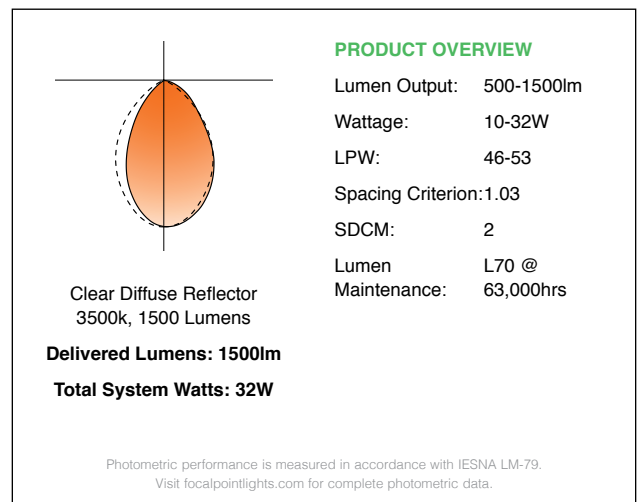 PRODUCT OVERVIEW
Lumen Output: 500-1500lm
Wattage: 10-32W
LPW: 46-53
Spacing Criterion:1.03
SDCM: 2
Lumen L70 @
Maintenance: 63,000hrs
Clear Diffuse Reflector
3500k, 1500 Lumens
Delivered Lumens: 1500lm
Total System Watts: 32W
Photometric performance is measured in accordance with IESNA LM-79.
Visit focalpointlights.com for complete photometric data.